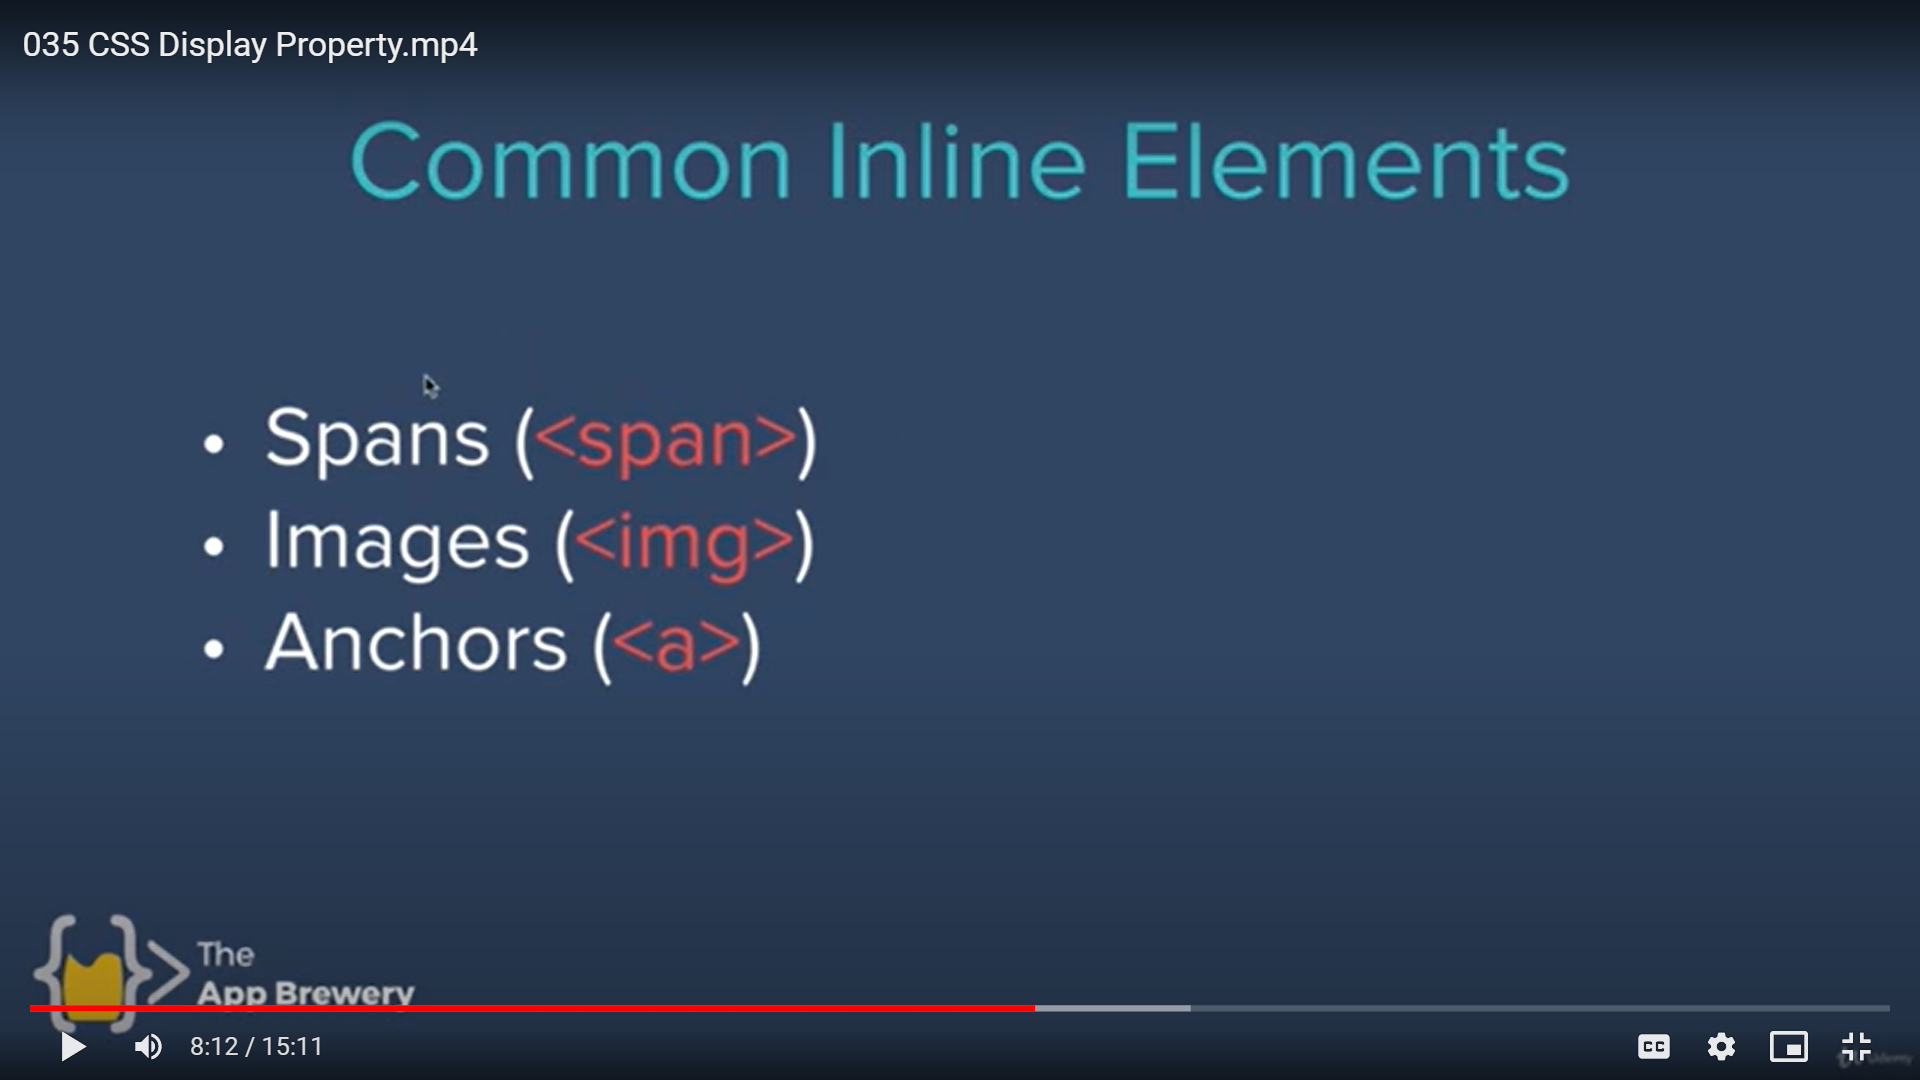 035 CSS Display Property.mp4
Common Inline Elements
• Spans (<span>)
• Images (<img>)
• Anchors (<a>)
The
App Brewery
8:12 / 15:11
CC
Udemy